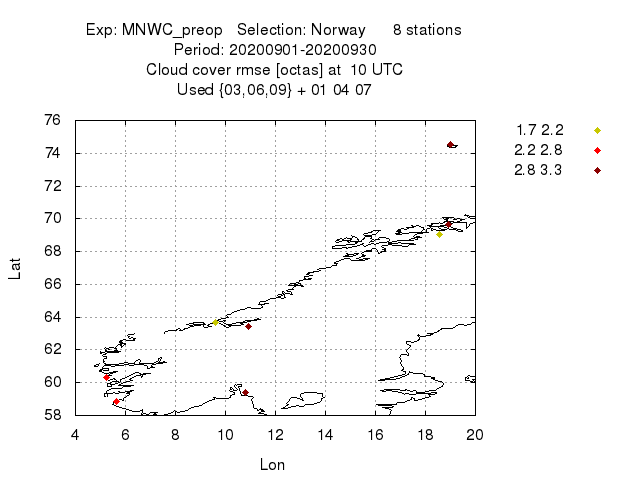 Exp: MNWC_preop   Selection: Norway      8 stations
Period: 20200901-20200930
Cloud cover rmse [octas] at  10 UTC
Used {03,06,09} + 01 04 07
76
74
72
70
68
66
64
62
60
58
4 6 8 10 12 14 16 18 20
Lat
Lon
1.7 2.2
2.2 2.8
2.8 3.3